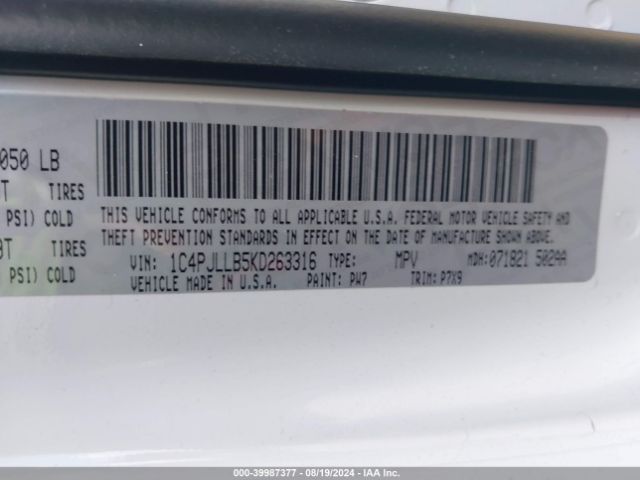 050 LB
T TIRES
PSI) COLD
BT TIRES
PSI) COLD
THIS VEHICLE CONFORMS TO ALL APPLICABLE U.S.A. FEDERAL MOTOR VEHICLE SAFETY AND
THEFT PREVENTION STANDARDS IN EFFECT ON THE DATE OF MANUFACTURE SHOWN ABOVE.
VIN: 1C4PJLLB5KD263316 TYPE: MPV MDH:071821 502AA
VEHICLE MADE IN U.S.A. PAINT: PW7 TRIM: P7X9
000-39987377 - 08/19/2024 - IAA Inc.